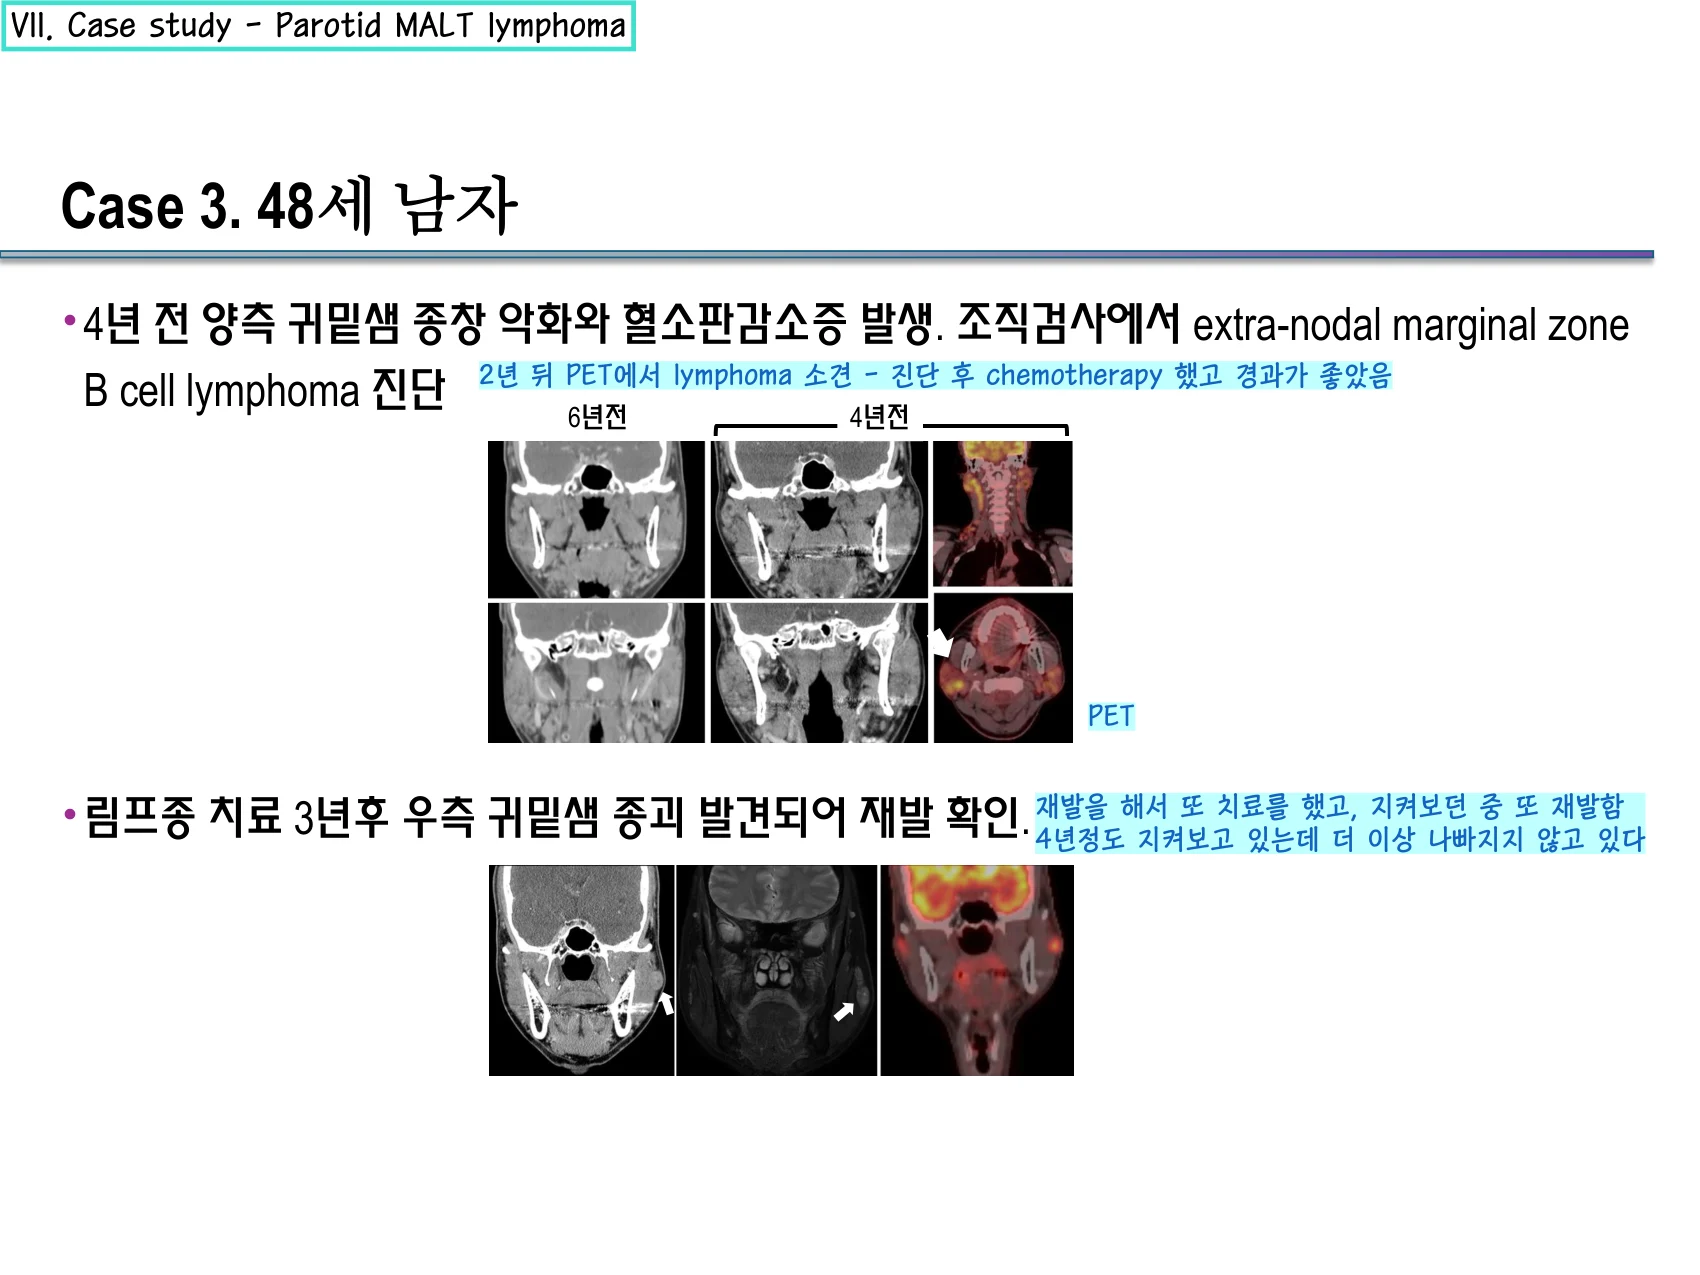 VII. Case study - Parotid MALT lymphoma
Case 3. 48세 남자
•4년 전 양측 귀밑샘 종창 악화와 혈소판감소증 발생. 조직검사에서 extra-nodal marginal zone
B cell lymphoma 진단
2년 뒤 PET에서 lymphoma 소견 - 진단 후 chemotherapy 했고 경과가 좋았음
6년전
4년전
PET
•림프종 치료 3년후 우측 귀밑샘 종괴 발견되어 재발 확인.
재발을 해서 또 치료를 했고, 지켜보던 중 또 재발함
4년정도 지켜보고 있는데 더 이상 나빠지지 않고 있다